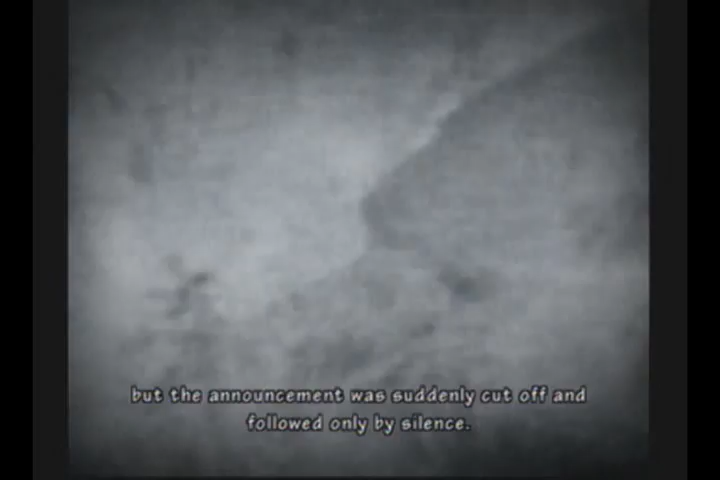 but the announcement was suddenly cut off and
followed only by silence.